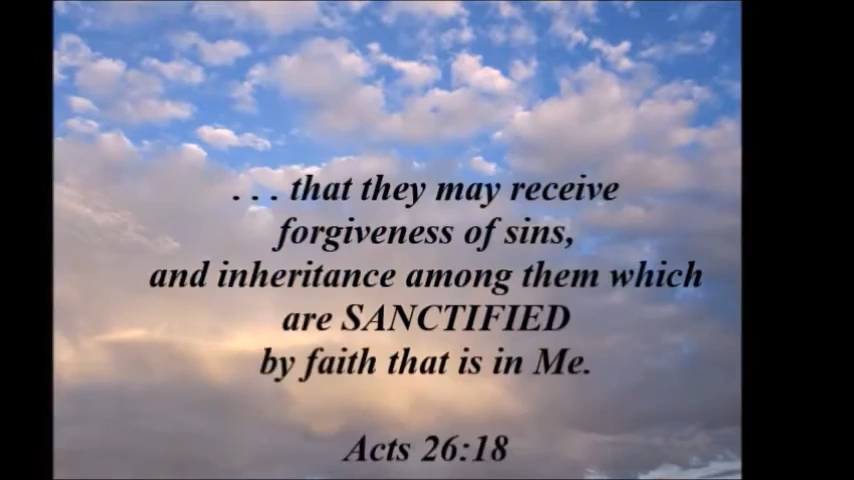 . . . that they may receive
forgiveness of sins,
and inheritance among them which
are SANCTIFIED
by faith that is in Me.
Acts 26:18